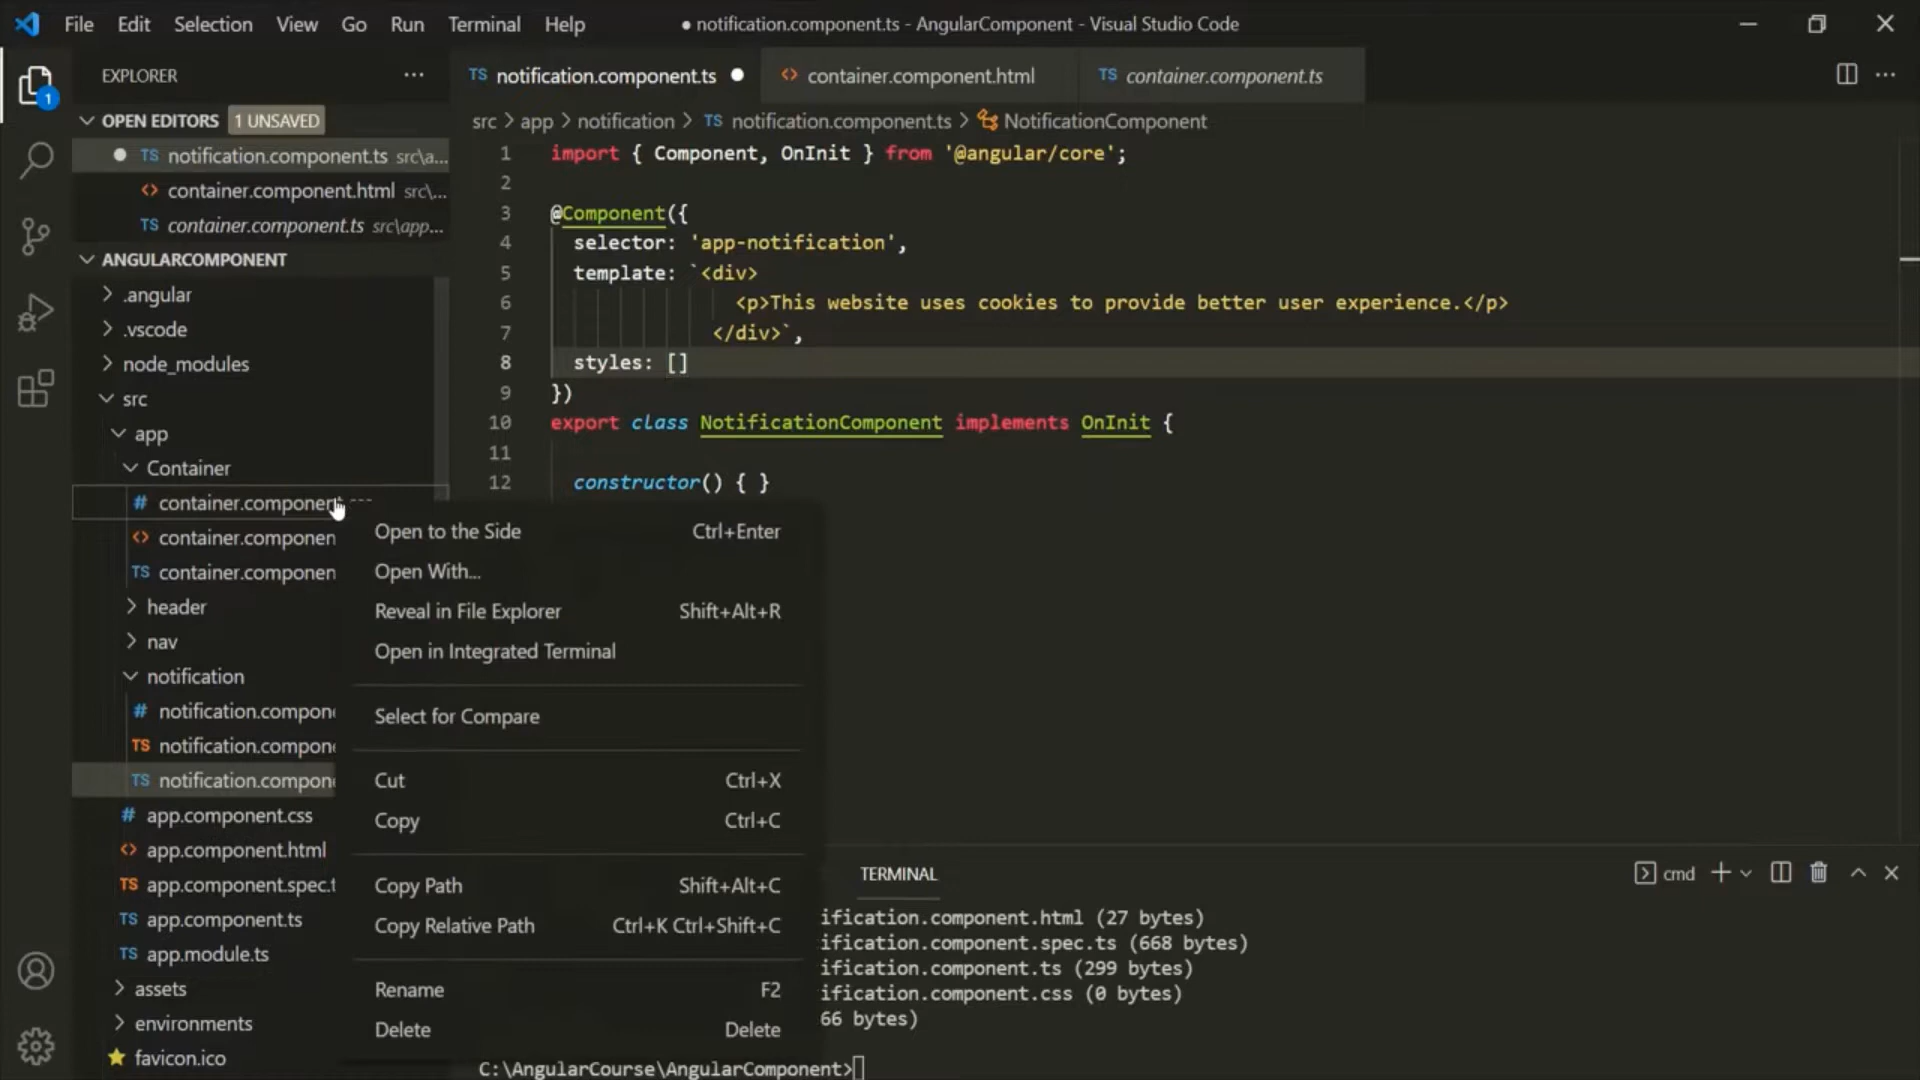 File Edit Selection View Go Run Terminal Help
● notification.component.ts - AngularComponent - Visual Studio Code
EXPLORER
1
OPEN EDITORS 1 UNSAVED
TS notification.component.ts src\a...
<> container.component.html src\...
TS container.component.ts src\app...
ANGULARCOMPONENT
.angular
.vscode
node_modules
src
app
Container
# container.component
<> container.componen
TS container.componen
header
nav
notification
# notification.compone
TS notification.compone
TS notification.compone
# app.component.css
<> app.component.html
TS app.component.spec.t
TS app.component.ts
TS app.module.ts
assets
environments
favicon.ico
TS notification.component.ts
<> container.component.html
TS container.component.ts
src > app > notification > TS notification.component.ts > NotificationComponent
1 import { Component, OnInit } from '@angular/core';
2
3 @Component({
4 selector: 'app-notification',
5 template: `<div>
6 <p>This website uses cookies to provide better user experience.</p>
7 </div>`,
8 styles: []
9 })
10 export class NotificationComponent implements OnInit {
11
12 constructor() { }
Open to the Side Ctrl+Enter
Open With...
Reveal in File Explorer Shift+Alt+R
Open in Integrated Terminal
Select for Compare
Cut Ctrl+X
Copy Ctrl+C
Copy Path Shift+Alt+C
Copy Relative Path Ctrl+K Ctrl+Shift+C
Rename F2
Delete Delete
TERMINAL
cmd
ification.component.html (27 bytes)
ification.component.spec.ts (668 bytes)
ification.component.ts (299 bytes)
ification.component.css (0 bytes)
66 bytes)
C:\AngularCourse\AngularComponent>